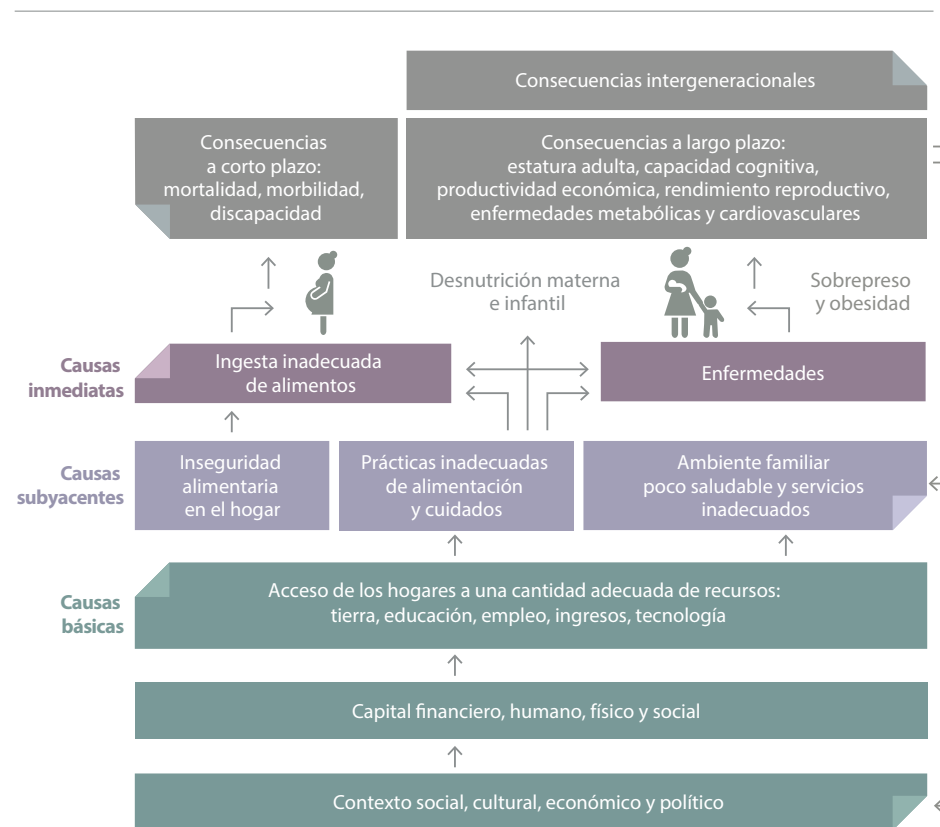 Consecuencias intergeneracionales
Consecuencias
a corto plazo:
mortalidad, morbilidad,
discapacidad
Consecuencias a largo plazo:
estatura adulta, capacidad cognitiva,
productividad económica, rendimiento reproductivo,
enfermedades metabólicas y cardiovasculares
Desnutrición materna
e infantil
Sobrepreso
y obesidad
Causas
inmediatas
Ingesta inadecuada
de alimentos
Enfermedades
Causas
subyacentes
Inseguridad
alimentaria
en el hogar
Prácticas inadecuadas
de alimentación
y cuidados
Ambiente familiar
poco saludable y servicios
inadecuados
Causas
básicas
Acceso de los hogares a una cantidad adecuada de recursos:
tierra, educación, empleo, ingresos, tecnología
Capital financiero, humano, físico y social
Contexto social, cultural, económico y político